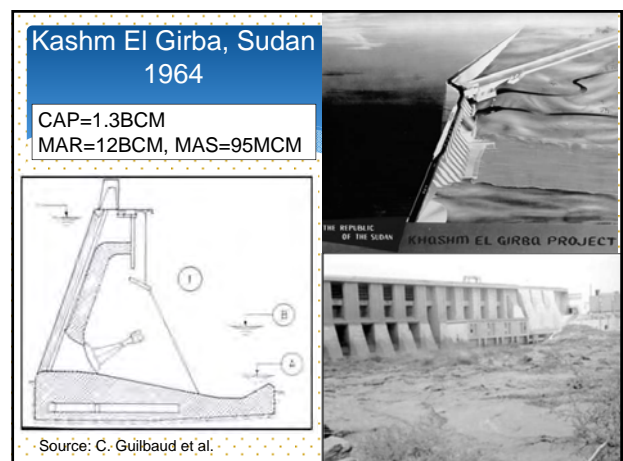 Kashm El Girba, Sudan
1964
CAP=1.3BCM
MAR=12BCM, MAS=95MCM
THE REPUBLIC
OF THE SUDAN
KHASHM EL GIRBA PROJECT
1
B
Source: C. Guilbaud et al.